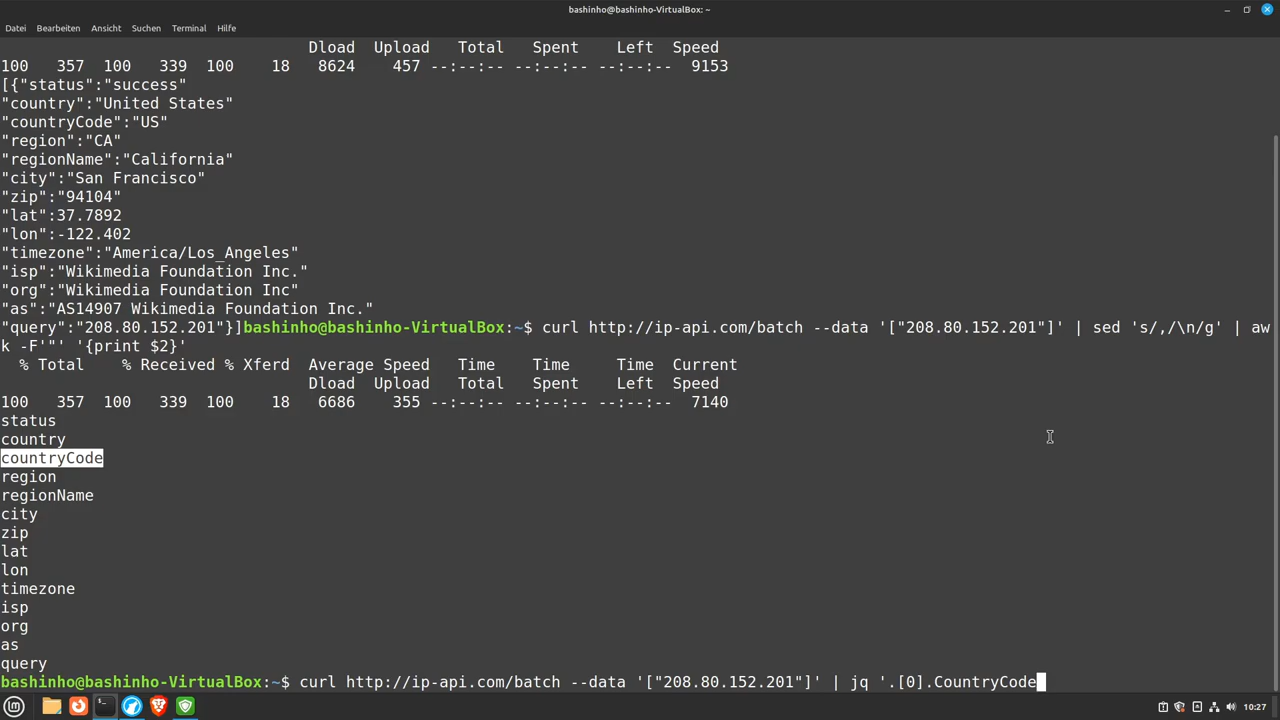 bashinho@bashinho-VirtualBox: ~
Datei Bearbeiten Ansicht Suchen Terminal Hilfe
Dload Upload Total Spent Left Speed
100 357 100 339 100 18 8624 457 --:--:-- --:--:-- --:--:-- 9153
[{"status":"success"
"country":"United States"
"countryCode":"US"
"region":"CA"
"regionName":"California"
"city":"San Francisco"
"zip":"94104"
"lat":37.7892
"lon":-122.402
"timezone":"America/Los_Angeles"
"isp":"Wikimedia Foundation Inc."
"org":"Wikimedia Foundation Inc"
"as":"AS14907 Wikimedia Foundation Inc."
"query":"208.80.152.201"}]bashinho@bashinho-VirtualBox:~$ curl http://ip-api.com/batch --data '["208.80.152.201"]' | sed 's/,/\n/g' | aw
k -F'"' '{print $2}'
% Total % Received % Xferd Average Speed Time Time Time Current
Dload Upload Total Spent Left Speed
100 357 100 339 100 18 6686 355 --:--:-- --:--:-- --:--:-- 7140
status
country
countryCode
region
regionName
city
zip
lat
lon
timezone
isp
org
as
query
bashinho@bashinho-VirtualBox:~$ curl http://ip-api.com/batch --data '["208.80.152.201"]' | jq '.[0].CountryCode
10:27